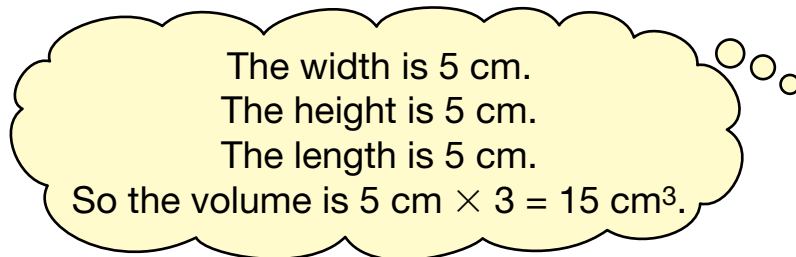 The width is 5 cm.
The height is 5 cm.
The length is 5 cm.
So the volume is 5 cm × 3 = 15 cm³.